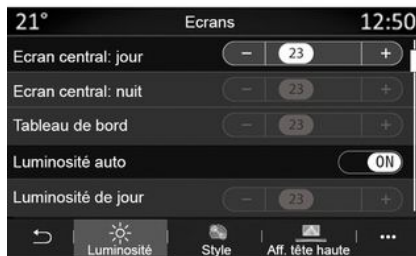 21° Ecrans 12:50
Ecran central: jour - 23 +
Ecran central: nuit - 23 +
Tableau de bord - 23 +
Luminosité auto ON
Luminosité de jour - 23 +
Luminosité Style Aff. tête haute ...